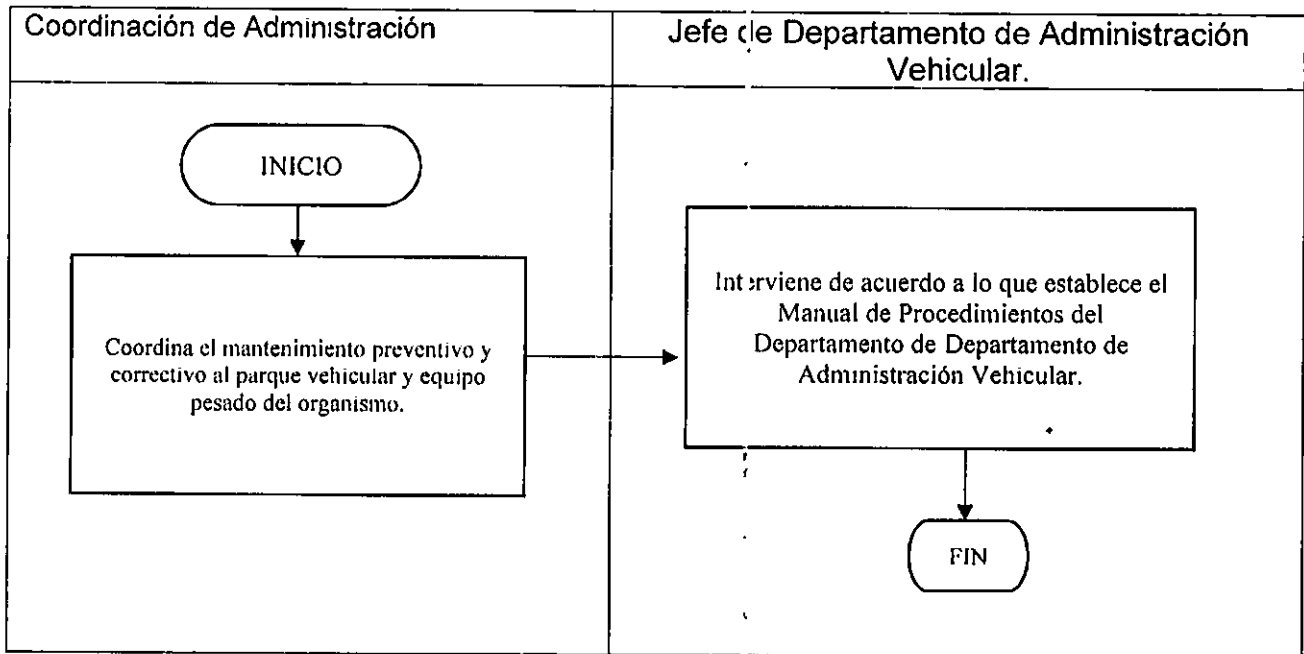 Coordinación de Administración
Jefe de Departamento de Administración
Vehicular.
INICIO
Coordina el mantenimiento preventivo y
correctivo al parque vehicular y equipo
pesado del organismo.
Interviene de acuerdo a lo que establece el
Manual de Procedimientos del
Departamento de Departamento de
Administración Vehicular.
FIN